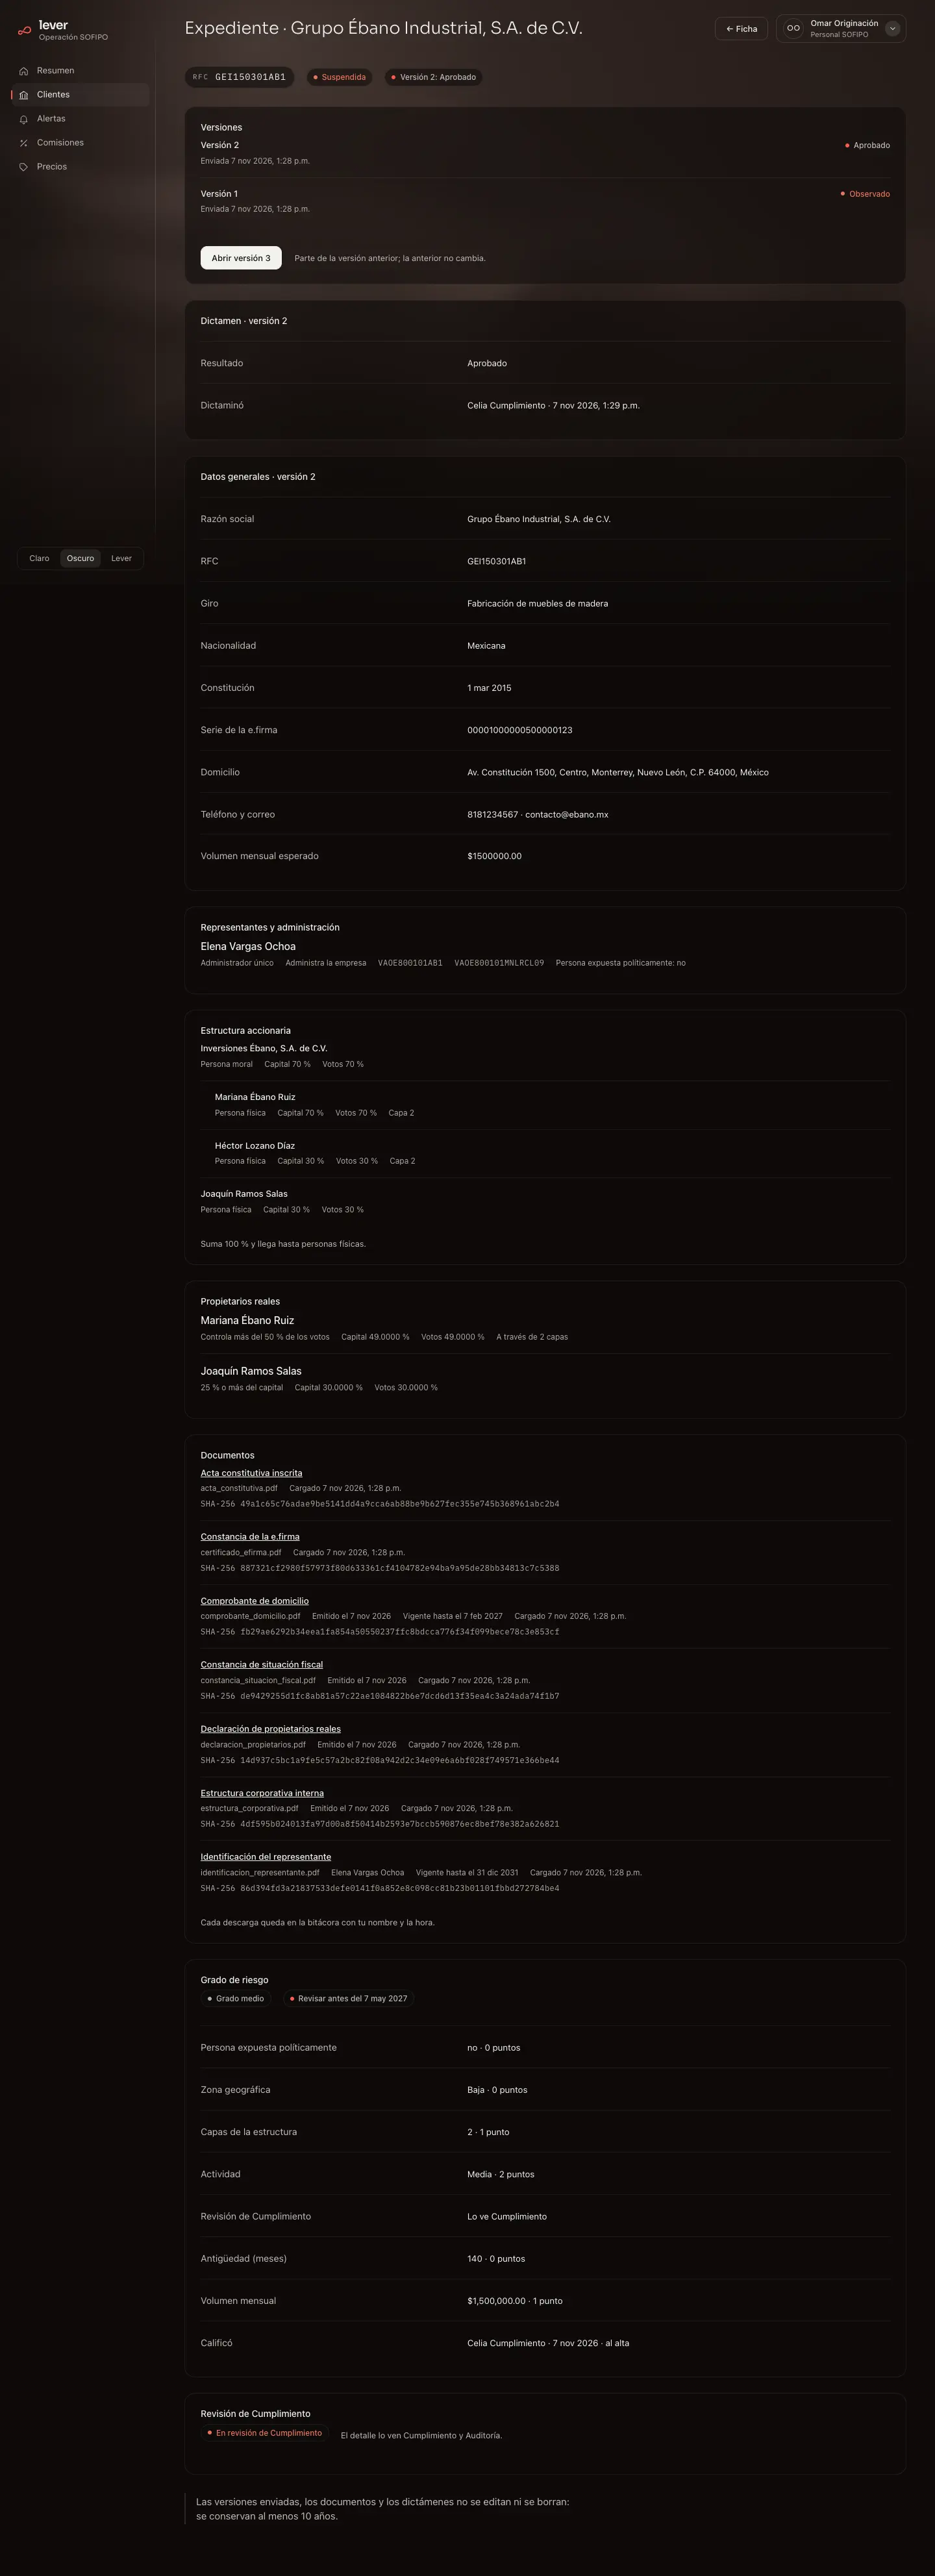 lever
Operación SOFIPO
Resumen
Clientes
Alertas
Comisiones
Precios
Claro Oscuro Lever
Expediente · Grupo Ébano Industrial, S.A. de C.V.
← Ficha
OO
Omar Originación
Personal SOFIPO
RFC GEI150301AB1
Suspendida
Versión 2: Aprobado
Versiones
Versión 2
Aprobado
Enviada 7 nov 2026, 1:28 p.m.
Versión 1
Observado
Enviada 7 nov 2026, 1:28 p.m.
Abrir versión 3
Parte de la versión anterior; la anterior no cambia.
Dictamen · versión 2
Resultado Aprobado
Dictaminó Celia Cumplimiento · 7 nov 2026, 1:29 p.m.
Datos generales · versión 2
Razón social Grupo Ébano Industrial, S.A. de C.V.
RFC GEI150301AB1
Giro Fabricación de muebles de madera
Nacionalidad Mexicana
Constitución 1 mar 2015
Serie de la e.firma 00001000000500000123
Domicilio Av. Constitución 1500, Centro, Monterrey, Nuevo León, C.P. 64000, México
Teléfono y correo 8181234567 · contacto@ebano.mx
Volumen mensual esperado $1500000.00
Representantes y administración
Elena Vargas Ochoa
Administrador único Administra la empresa VAOE800101AB1 VAOE800101MNLRCL09 Persona expuesta políticamente: no
Estructura accionaria
Inversiones Ébano, S.A. de C.V.
Persona moral Capital 70 % Votos 70 %
Mariana Ébano Ruiz
Persona física Capital 70 % Votos 70 % Capa 2
Héctor Lozano Díaz
Persona física Capital 30 % Votos 30 % Capa 2
Joaquín Ramos Salas
Persona física Capital 30 % Votos 30 %
Suma 100 % y llega hasta personas físicas.
Propietarios reales
Mariana Ébano Ruiz
Controla más del 50 % de los votos Capital 49.0000 % Votos 49.0000 % A través de 2 capas
Joaquín Ramos Salas
25 % o más del capital Capital 30.0000 % Votos 30.0000 %
Documentos
Acta constitutiva inscrita
acta_constitutiva.pdf Cargado 7 nov 2026, 1:28 p.m.
SHA-256 49a1c65c76adae9be5141dd4a9cca6ab88be9b627fec355e745b368961abc2b4
Constancia de la e.firma
certificado_efirma.pdf Cargado 7 nov 2026, 1:28 p.m.
SHA-256 887321cf2980f57973f80d633361cf4104782e94ba9a95de28bb34813c7c5388
Comprobante de domicilio
comprobante_domicilio.pdf Emitido el 7 nov 2026 Vigente hasta el 7 feb 2027 Cargado 7 nov 2026, 1:28 p.m.
SHA-256 fb29ae6292b34eea1fa854a50550237ffc8bdcca776f34f099bece78c3e853cf
Constancia de situación fiscal
constancia_situacion_fiscal.pdf Emitido el 7 nov 2026 Cargado 7 nov 2026, 1:28 p.m.
SHA-256 de9429255d1fc8ab81a57c22ae1084822b6e7dcd6d13f35ea4c3a24ada74f1b7
Declaración de propietarios reales
declaracion_propietarios.pdf Emitido el 7 nov 2026 Cargado 7 nov 2026, 1:28 p.m.
SHA-256 14d937c5bc1a9fe5c57a2bc82f08a942d2c34e09e6a6bf028f749571e366be44
Estructura corporativa interna
estructura_corporativa.pdf Emitido el 7 nov 2026 Cargado 7 nov 2026, 1:28 p.m.
SHA-256 4df595b024013fa97d00a8f50414b2593e7bccb590876ec8bef78e382a626821
Identificación del representante
identificacion_representante.pdf Elena Vargas Ochoa Vigente hasta el 31 dic 2031 Cargado 7 nov 2026, 1:28 p.m.
SHA-256 86d394fd3a21837533defe0141f0a852e8c098cc81b23b01101fbbd272784be4
Cada descarga queda en la bitácora con tu nombre y la hora.
Grado de riesgo
Grado medio
Revisar antes del 7 may 2027
Persona expuesta políticamente no · 0 puntos
Zona geográfica Baja · 0 puntos
Capas de la estructura 2 · 1 punto
Actividad Media · 2 puntos
Revisión de Cumplimiento Lo ve Cumplimiento
Antigüedad (meses) 140 · 0 puntos
Volumen mensual $1,500,000.00 · 1 punto
Calificó Celia Cumplimiento · 7 nov 2026 · al alta
Revisión de Cumplimiento
En revisión de Cumplimiento
El detalle lo ven Cumplimiento y Auditoría.
Las versiones enviadas, los documentos y los dictámenes no se editan ni se borran:
se conservan al menos 10 años.